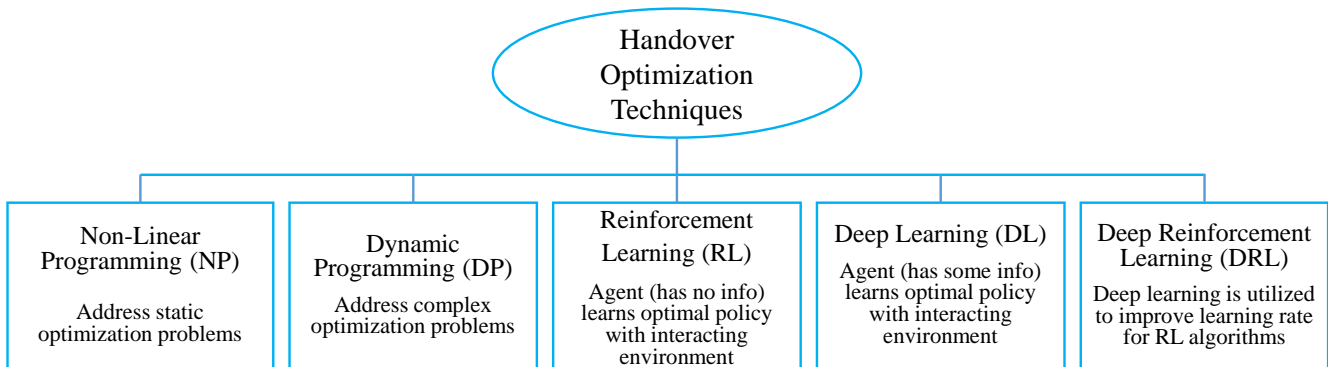 Handover
Optimization
Techniques
Non-Linear
Programming (NP)
Address static
optimization problems
Dynamic
Programming (DP)
Address complex
optimization problems
Reinforcement
Learning (RL)
Agent (has no info)
learns optimal policy
with interacting
environment
Deep Learning (DL)
Agent (has some info)
learns optimal policy
with interacting
environment
Deep Reinforcement
Learning (DRL)
Deep learning is utilized
to improve learning rate
for RL algorithms